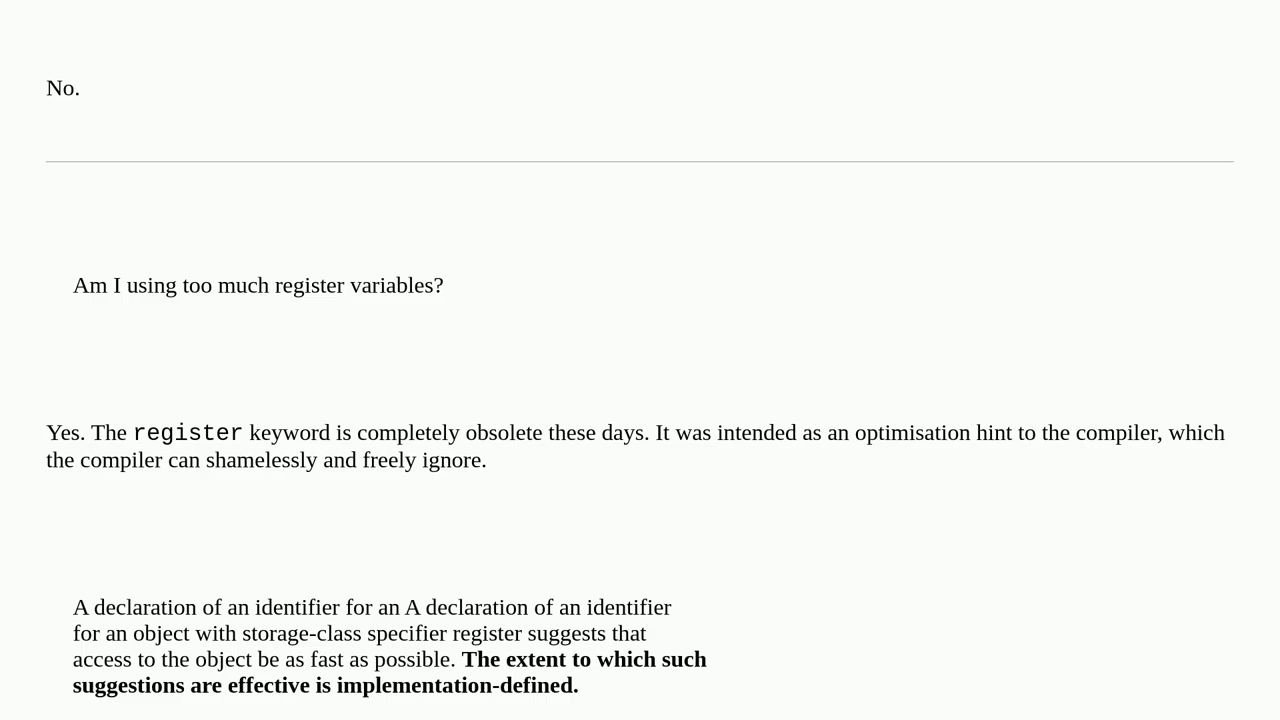 No.
Am I using too much register variables?
Yes. The register keyword is completely obsolete these days. It was intended as an optimisation hint to the compiler, which
the compiler can shamelessly and freely ignore.
A declaration of an identifier for an A declaration of an identifier
for an object with storage-class specifier register suggests that
access to the object be as fast as possible. The extent to which such
suggestions are effective is implementation-defined.